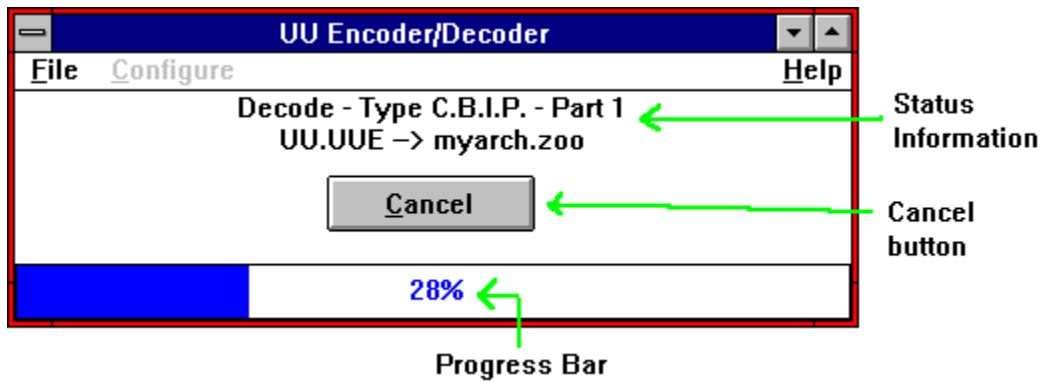 UU Encoder/Decoder
File Configure Help
Decode - Type C.B.I.P. - Part 1
UU.UUE –> myarch.zoo
Status
Information
Cancel
Cancel
button
28%
Progress Bar